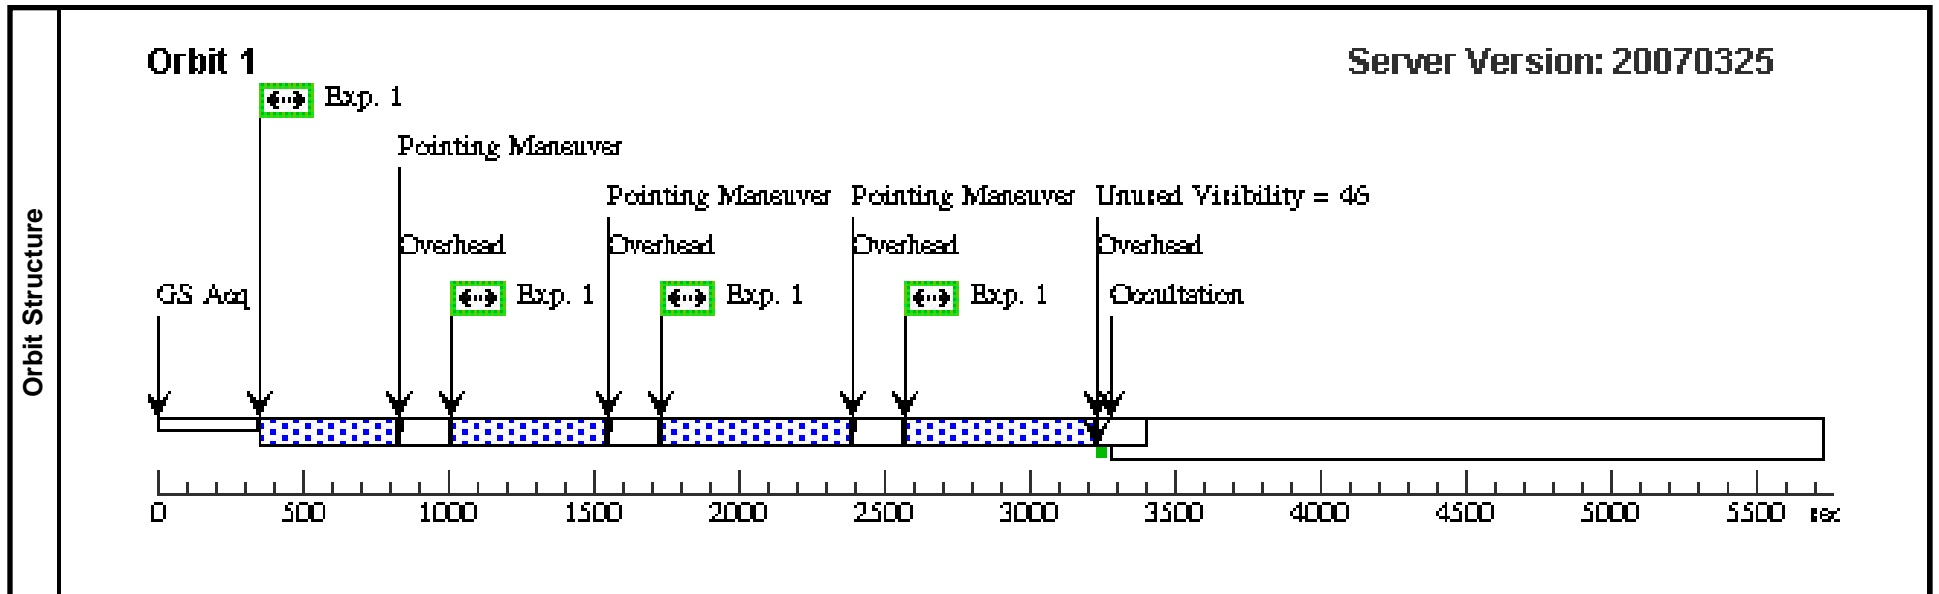 Orbit Structure
Orbit 1
Server Version: 20070325
Exp. 1
Pointing Maneuver
Pointing Maneuver
Pointing Maneuver
Unused Visibility = 46
Overhead
Overhead
Overhead
Overhead
GS Acq
Exp. 1
Exp. 1
Exp. 1
Occultation
0 500 1000 1500 2000 2500 3000 3500 4000 4500 5000 5500 sec